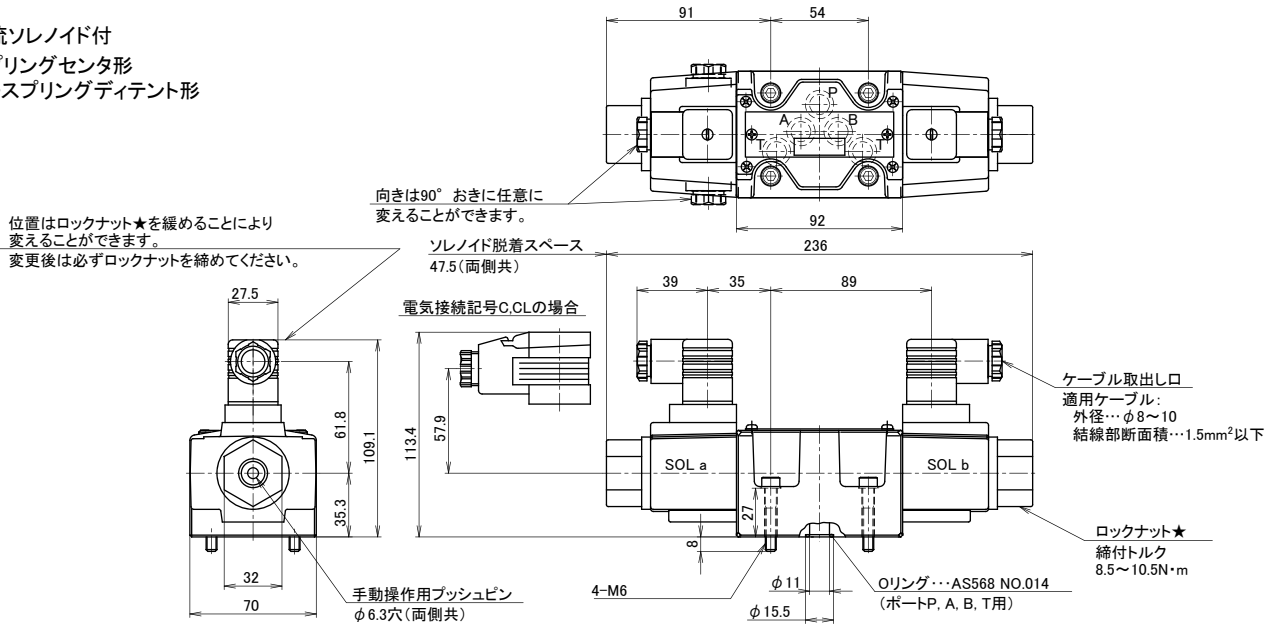 流ソレノイド付
プリングセンタ形
スプリングディテント形
91
54
P
A
B
T
T
向きは90° おきに任意に
変えることができます。
92
位置はロックナット★を緩めることにより
変えることができます。
変更後は必ずロックナットを締めてください。
ソレノイド脱着スペース
47.5(両側共)
236
27.5
39
35
89
電気接続記号C,CLの場合
ケーブル取出し口
適用ケーブル:
外径…φ8~10
結線部断面積…1.5mm²以下
61.8
109.1
113.4
57.9
SOL a
SOL b
35.3
27
8
ロックナット★
締付トルク
8.5~10.5N・m
32
70
手動操作用プッシュピン
φ6.3穴(両側共)
4-M6
φ11
φ15.5
Oリング・・・AS568 NO.014
(ポートP, A, B, T用)